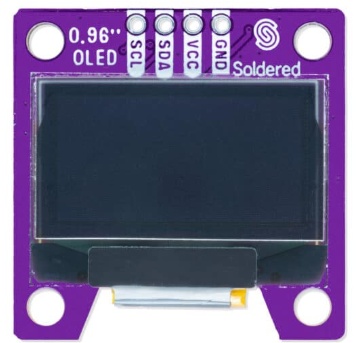 0.96''
OLED
SCL
SDA
VCC
GND
Soldered